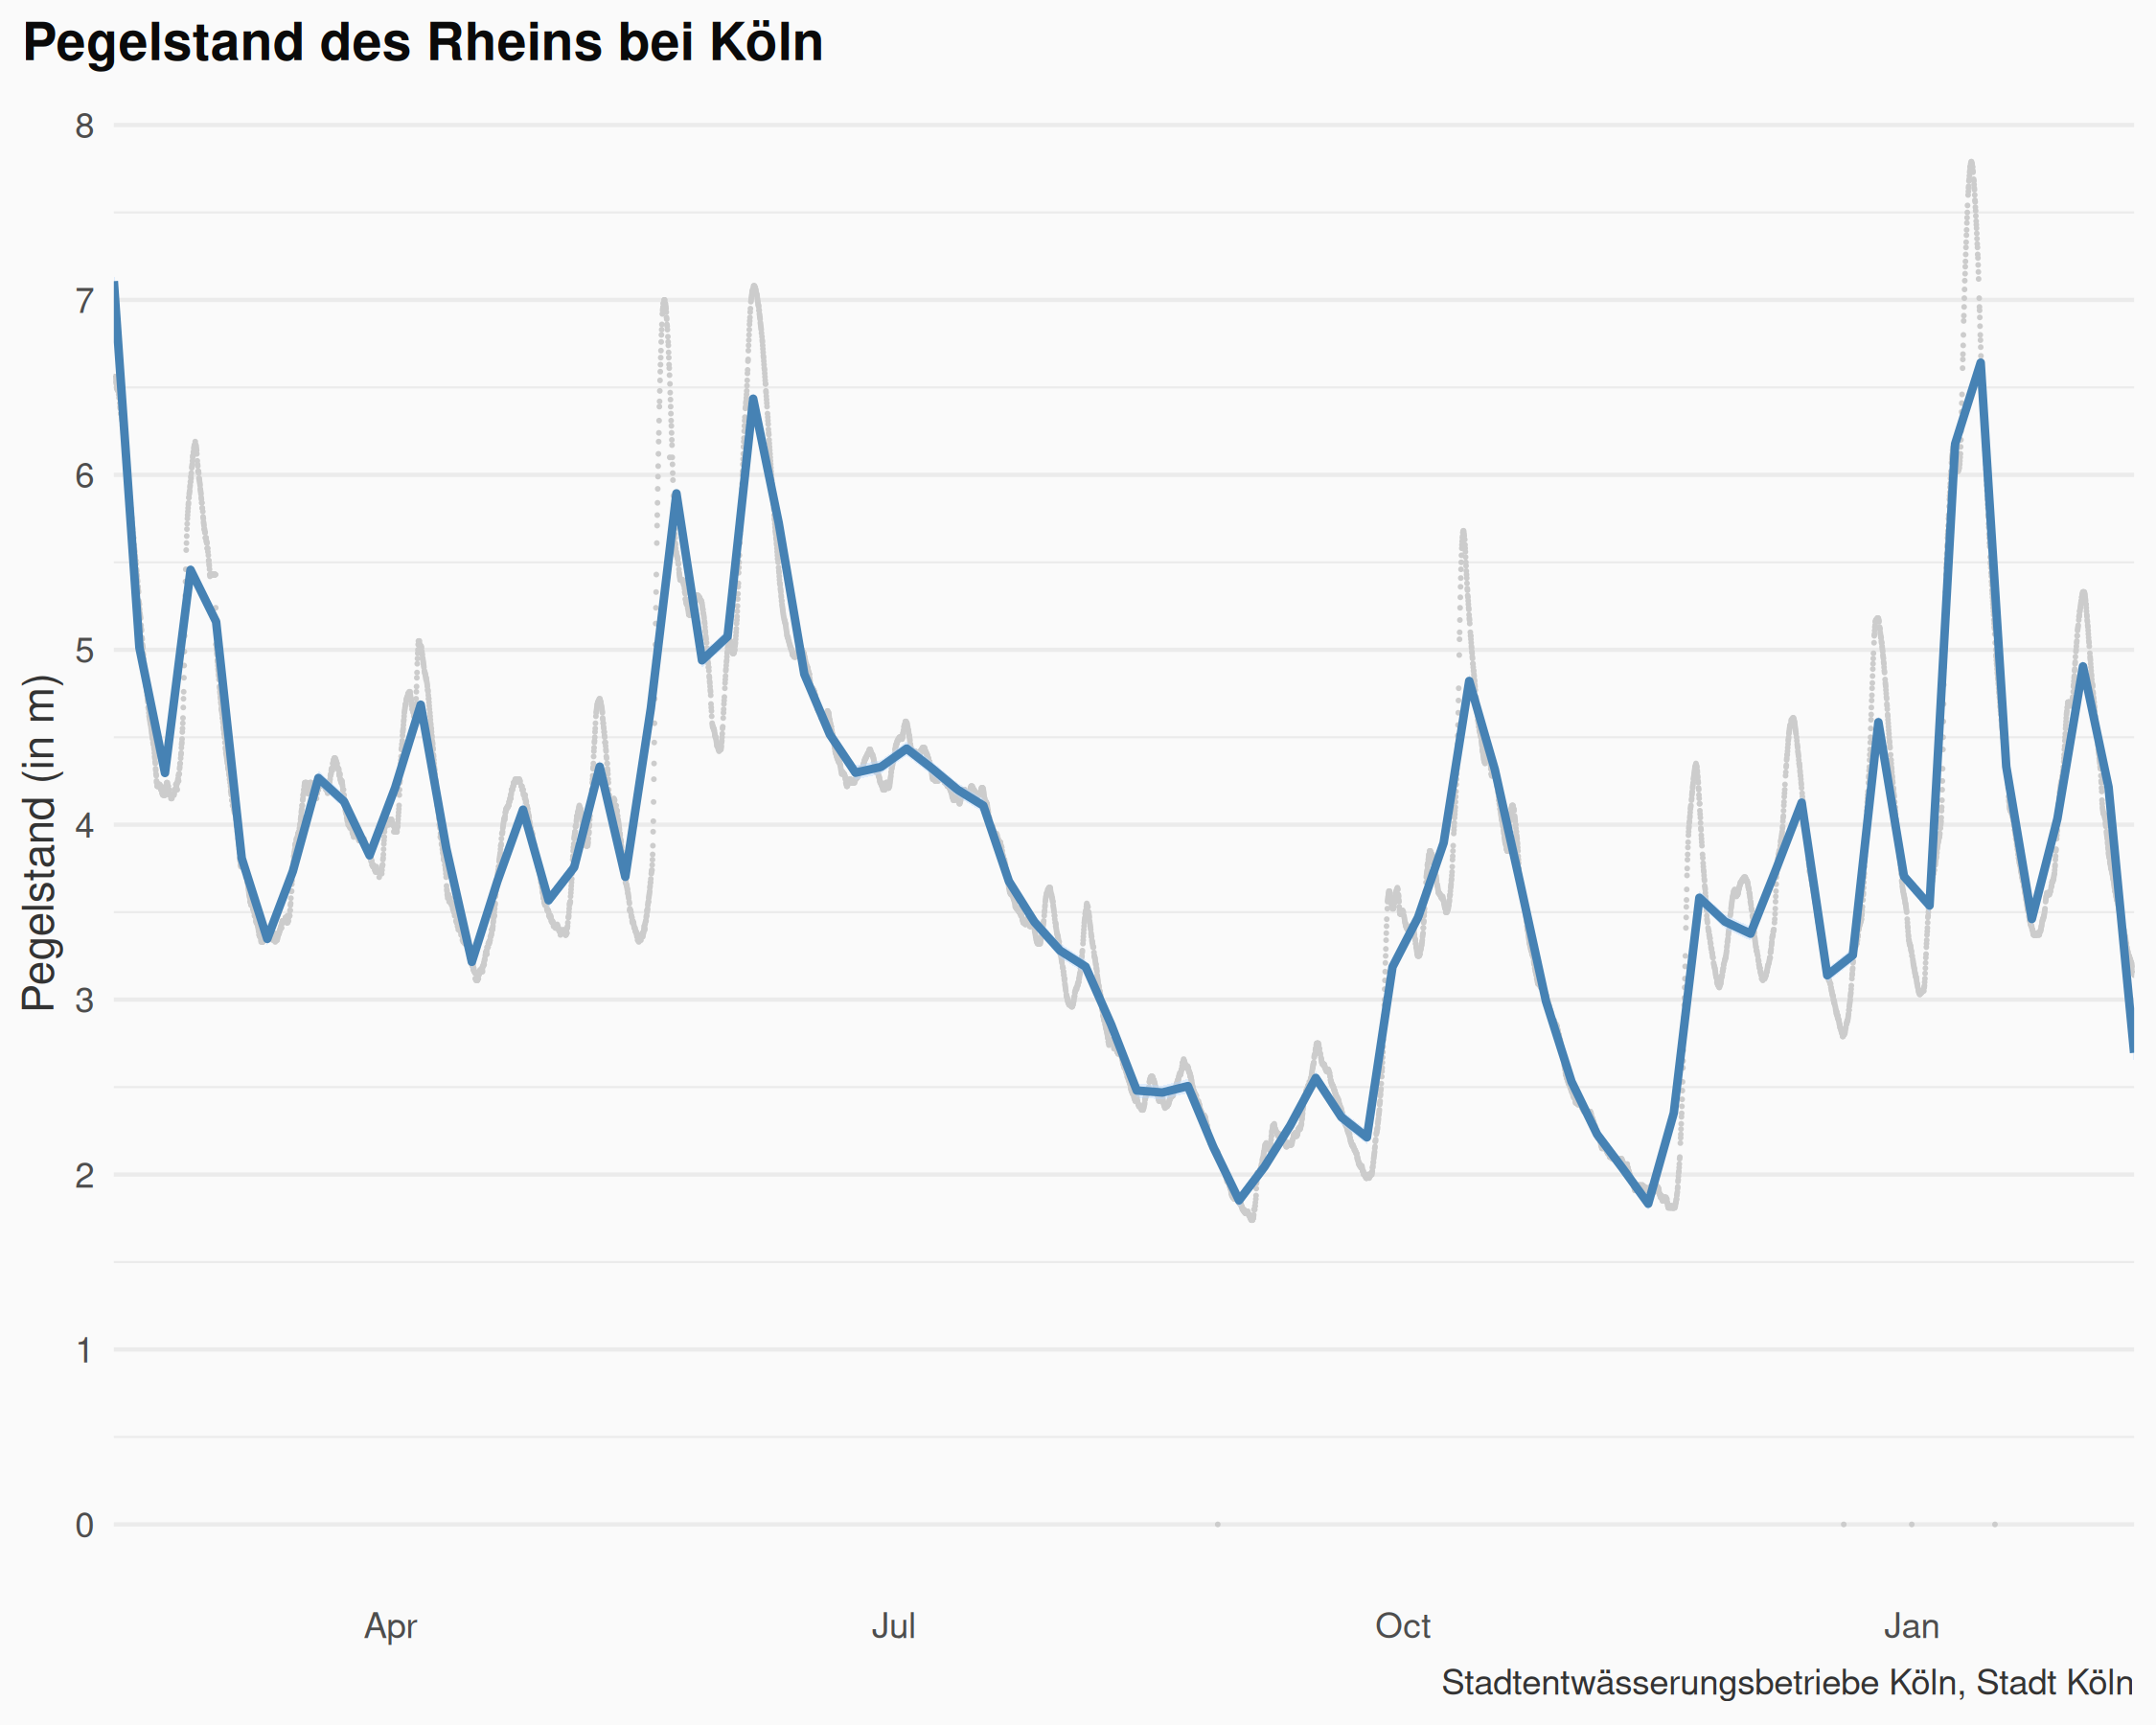 Pegelstand des Rheins bei Köln
Pegelstand (in m)
8
7
6
5
4
3
2
1
0
Apr Jul Oct Jan
Stadtentwässerungsbetriebe Köln, Stadt Köln